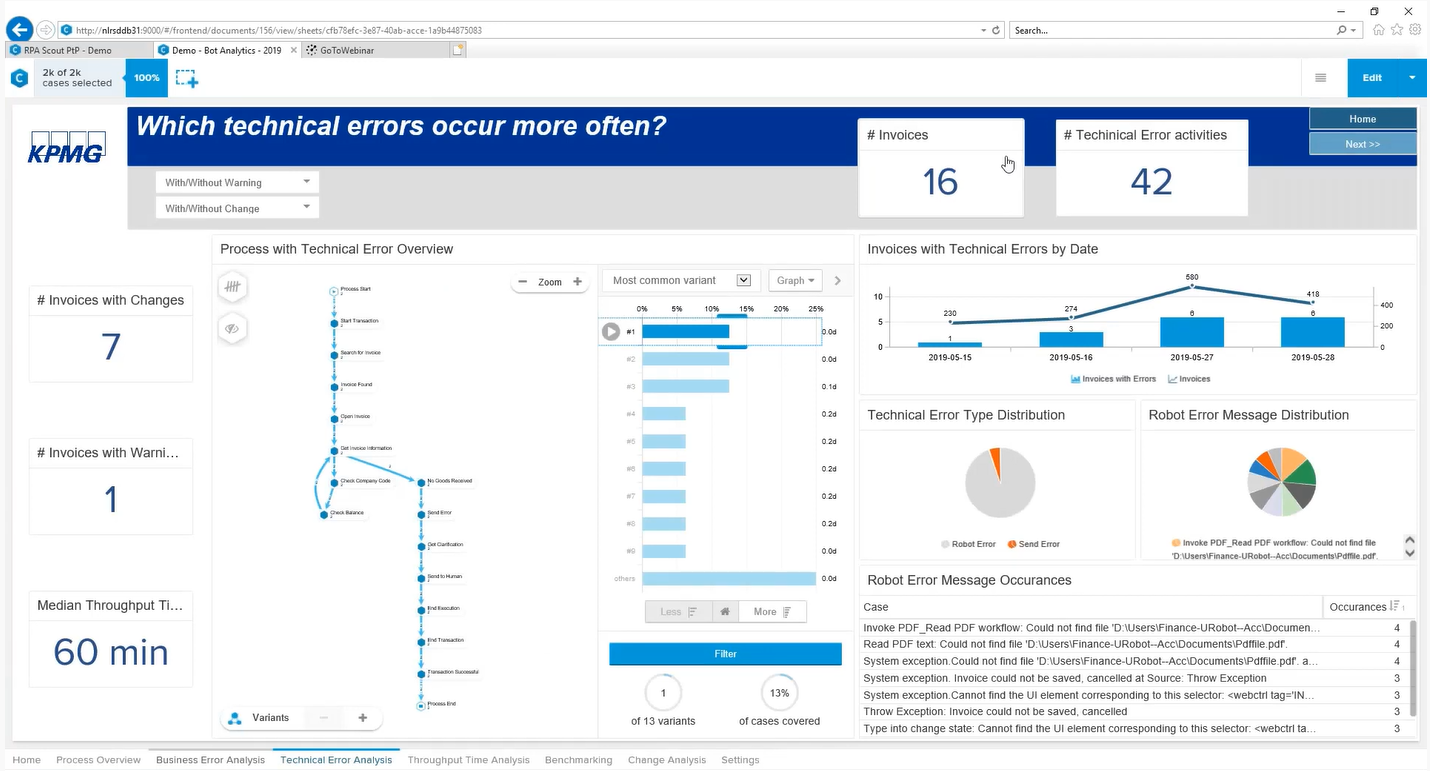 http://nlrsddb31:9000/#/frontend/documents/156/view/sheets/cfb78efc-3e87-40ab-acce-1a9b44875083
Search...
RPA Scout PtP - Demo
Demo - Bot Analytics - 2019
GoToWebinar
2k of 2k
cases selected
100%
Edit
KPMG
Which technical errors occur more often?
# Invoices
16
# Techinical Error activities
42
Home
Next >>
With/Without Warning
With/Without Change
# Invoices with Changes
7
# Invoices with Warni...
1
Median Throughput Ti...
60 min
Process with Technical Error Overview
Zoom
Process Start
Start Transaction
Search for Invoice
Invoice Found
Open Invoice
Get Invoice Information
Check Company Code
Check Balance
No Goods Received
Send Error
Get Clarification
Send to Human
End Execution
End Transaction
Transaction Successful
Process End
Variants
Most common variant
Graph
0% 5% 10% 15% 20% 25%
#1 0.0d
#2 0.0d
#3 0.1d
#4 0.2d
#5 0.2d
#6 0.2d
#7 0.2d
#8 0.2d
#9 0.0d
others 0.0d
Less
More
Filter
1
of 13 variants
13%
of cases covered
Invoices with Technical Errors by Date
10
5
0
230
274
580
418
1
3
6
6
400
200
0
2019-05-15 2019-05-16 2019-05-27 2019-05-28
Invoices with Errors Invoices
Technical Error Type Distribution
Robot Error Send Error
Robot Error Message Distribution
Invoke PDF_Read PDF workflow: Could not find file
'D:\Users\Finance-URobot--Acc\Documents\Pdffile.pdf'.
Robot Error Message Occurances
Case Occurances
Invoke PDF_Read PDF workflow: Could not find file 'D:\Users\Finance-URobot--Acc\Documen... 4
Read PDF text: Could not find file 'D:\Users\Finance-URobot--Acc\Documents\Pdffile.pdf'. 4
System exception.Could not find file 'D:\Users\Finance-URobot--Acc\Documents\Pdffile.pdf'. a... 4
System exception. Invoice could not be saved, cancelled at Source: Throw Exception 3
System exception.Cannot find the UI element corresponding to this selector: <webctrl tag='IN... 3
Throw Exception: Invoice could not be saved, cancelled 3
Type into change state: Cannot find the UI element corresponding to this selector: <webctrl ta... 3
Home Process Overview Business Error Analysis Technical Error Analysis Throughput Time Analysis Benchmarking Change Analysis Settings